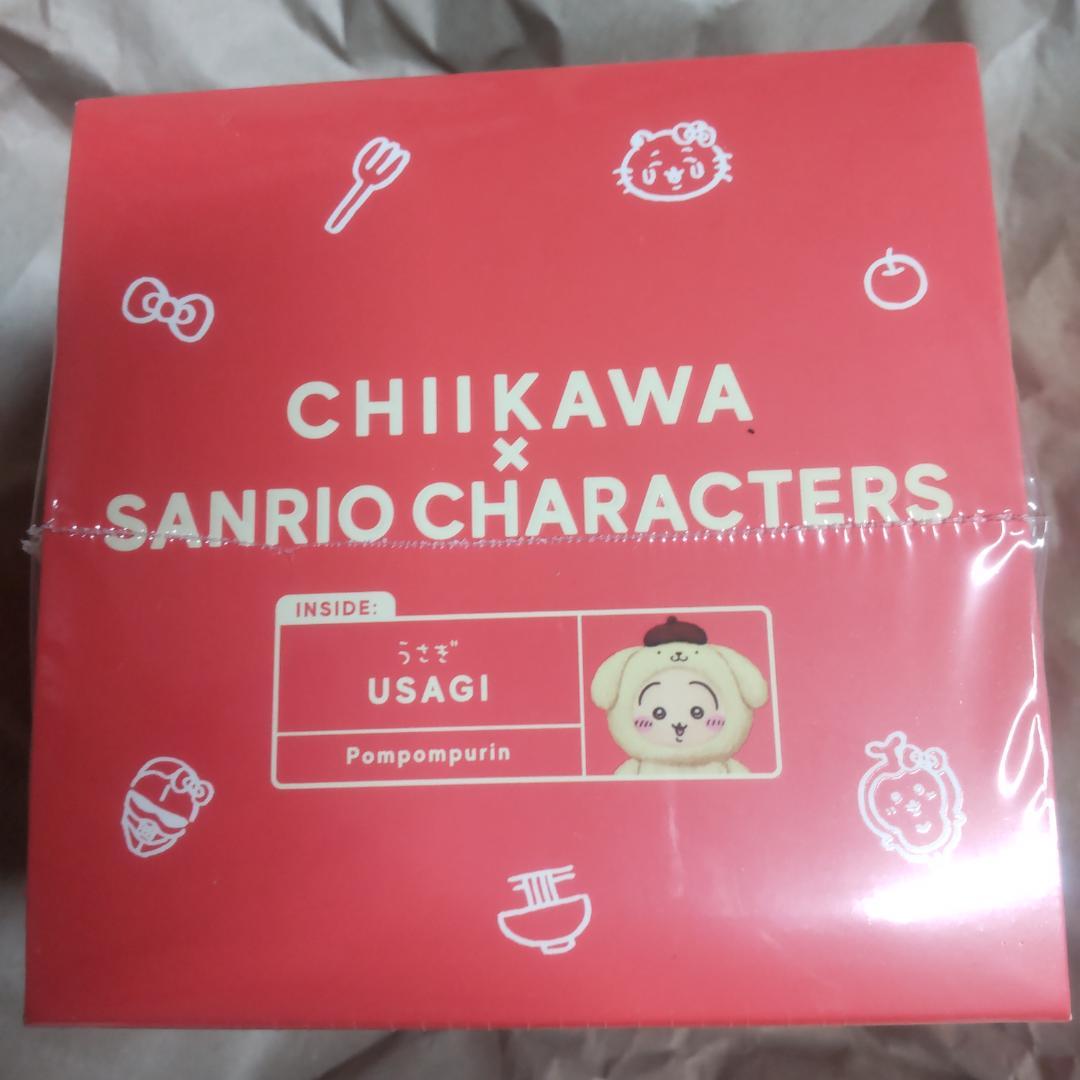 CHIIKAWA
×
SANRIO CHARACTERS
INSIDE:
うさぎ
USAGI
Pompompurin